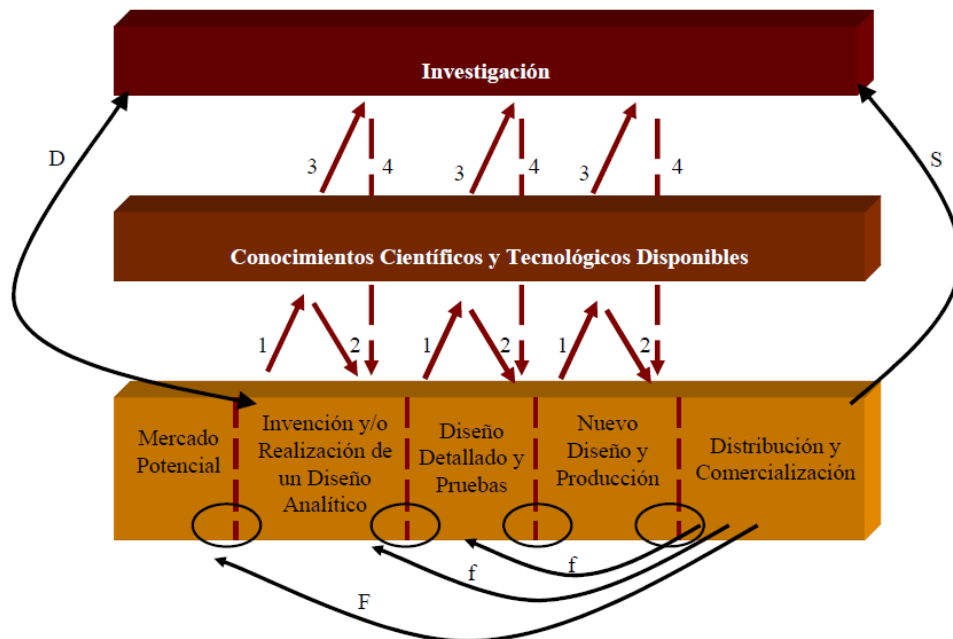 Investigación
D
S
3
4
3
4
3
4
Conocimientos Científicos y Tecnológicos Disponibles
1
2
1
2
1
2
Mercado
Potencial
Invención y/o
Realización de
un Diseño
Analítico
Diseño
Detallado y
Pruebas
Nuevo
Diseño y
Producción
Distribución y
Comercialización
f
f
F